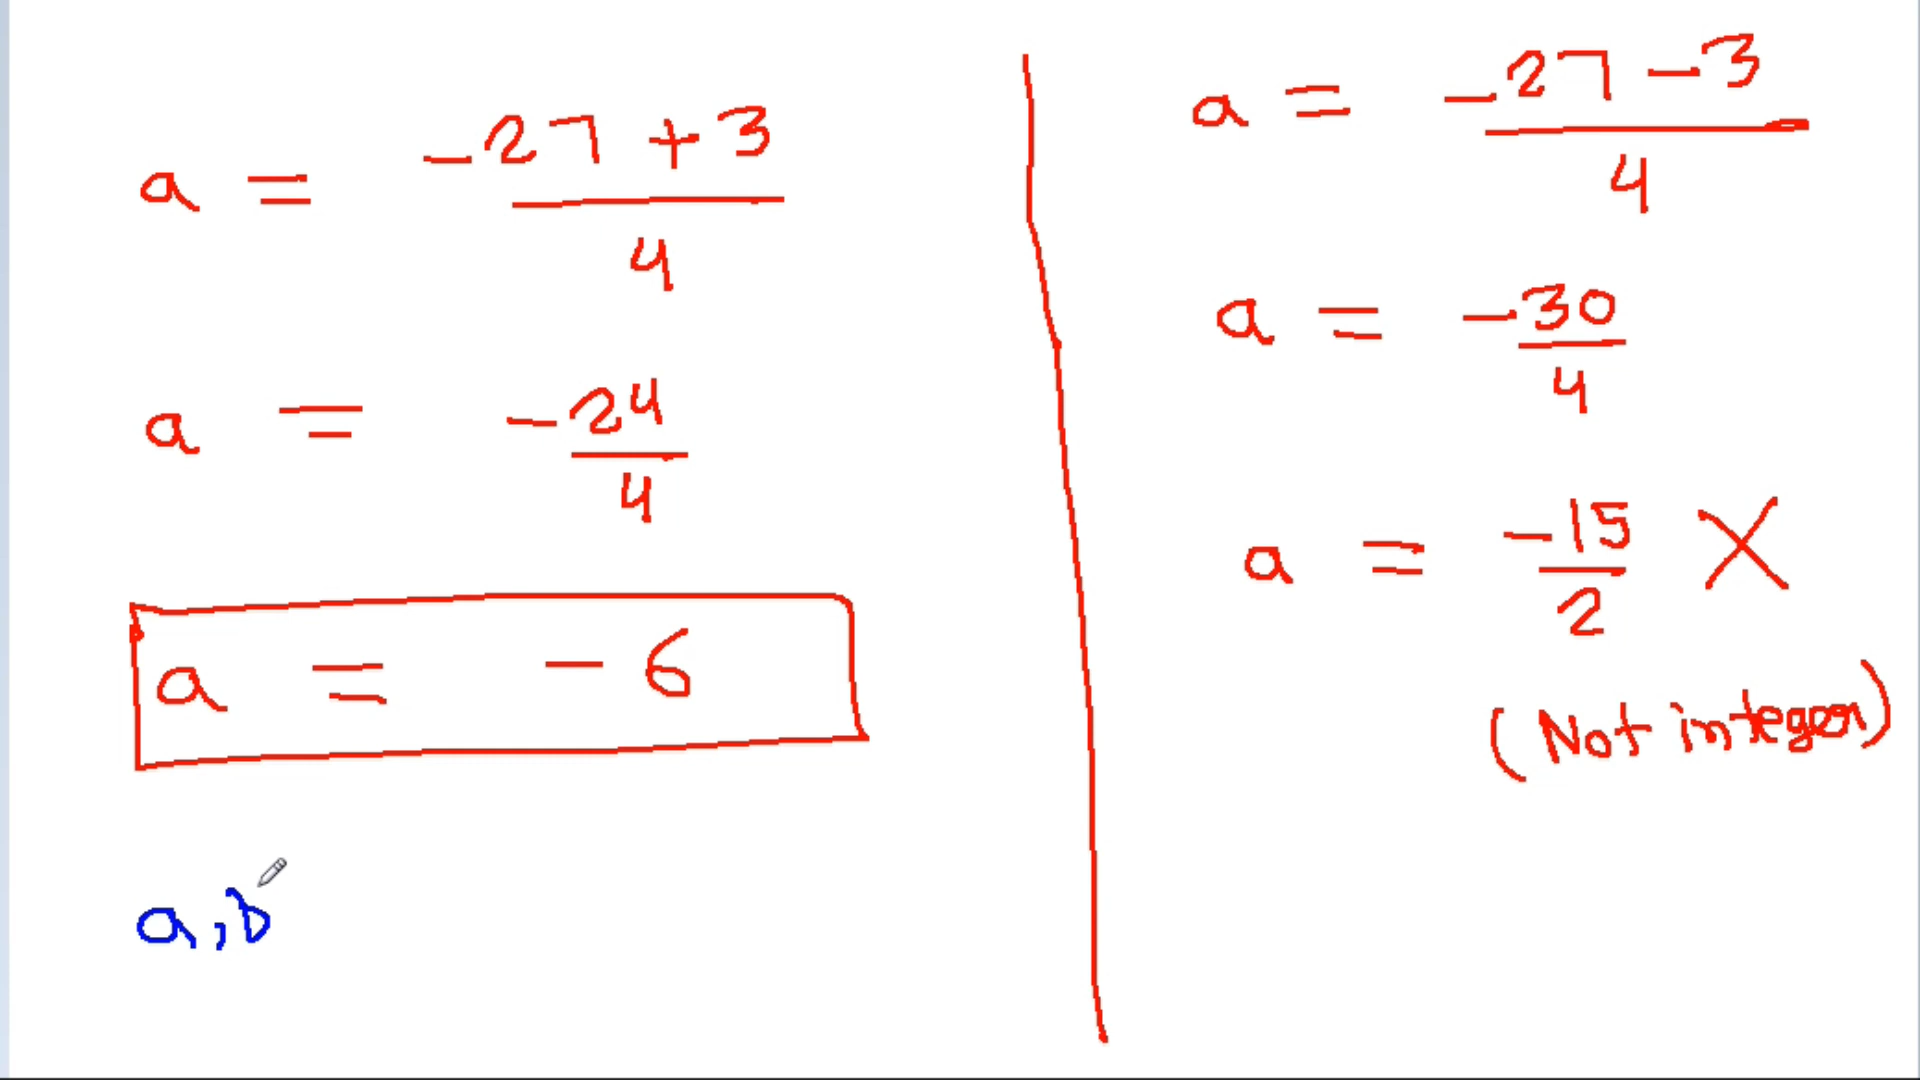 a = -27 + 3 / 4
a = -24 / 4
a = -6
a, b
a = -27 - 3 / 4
a = -30 / 4
a = -15 / 2 X
(Not integer)